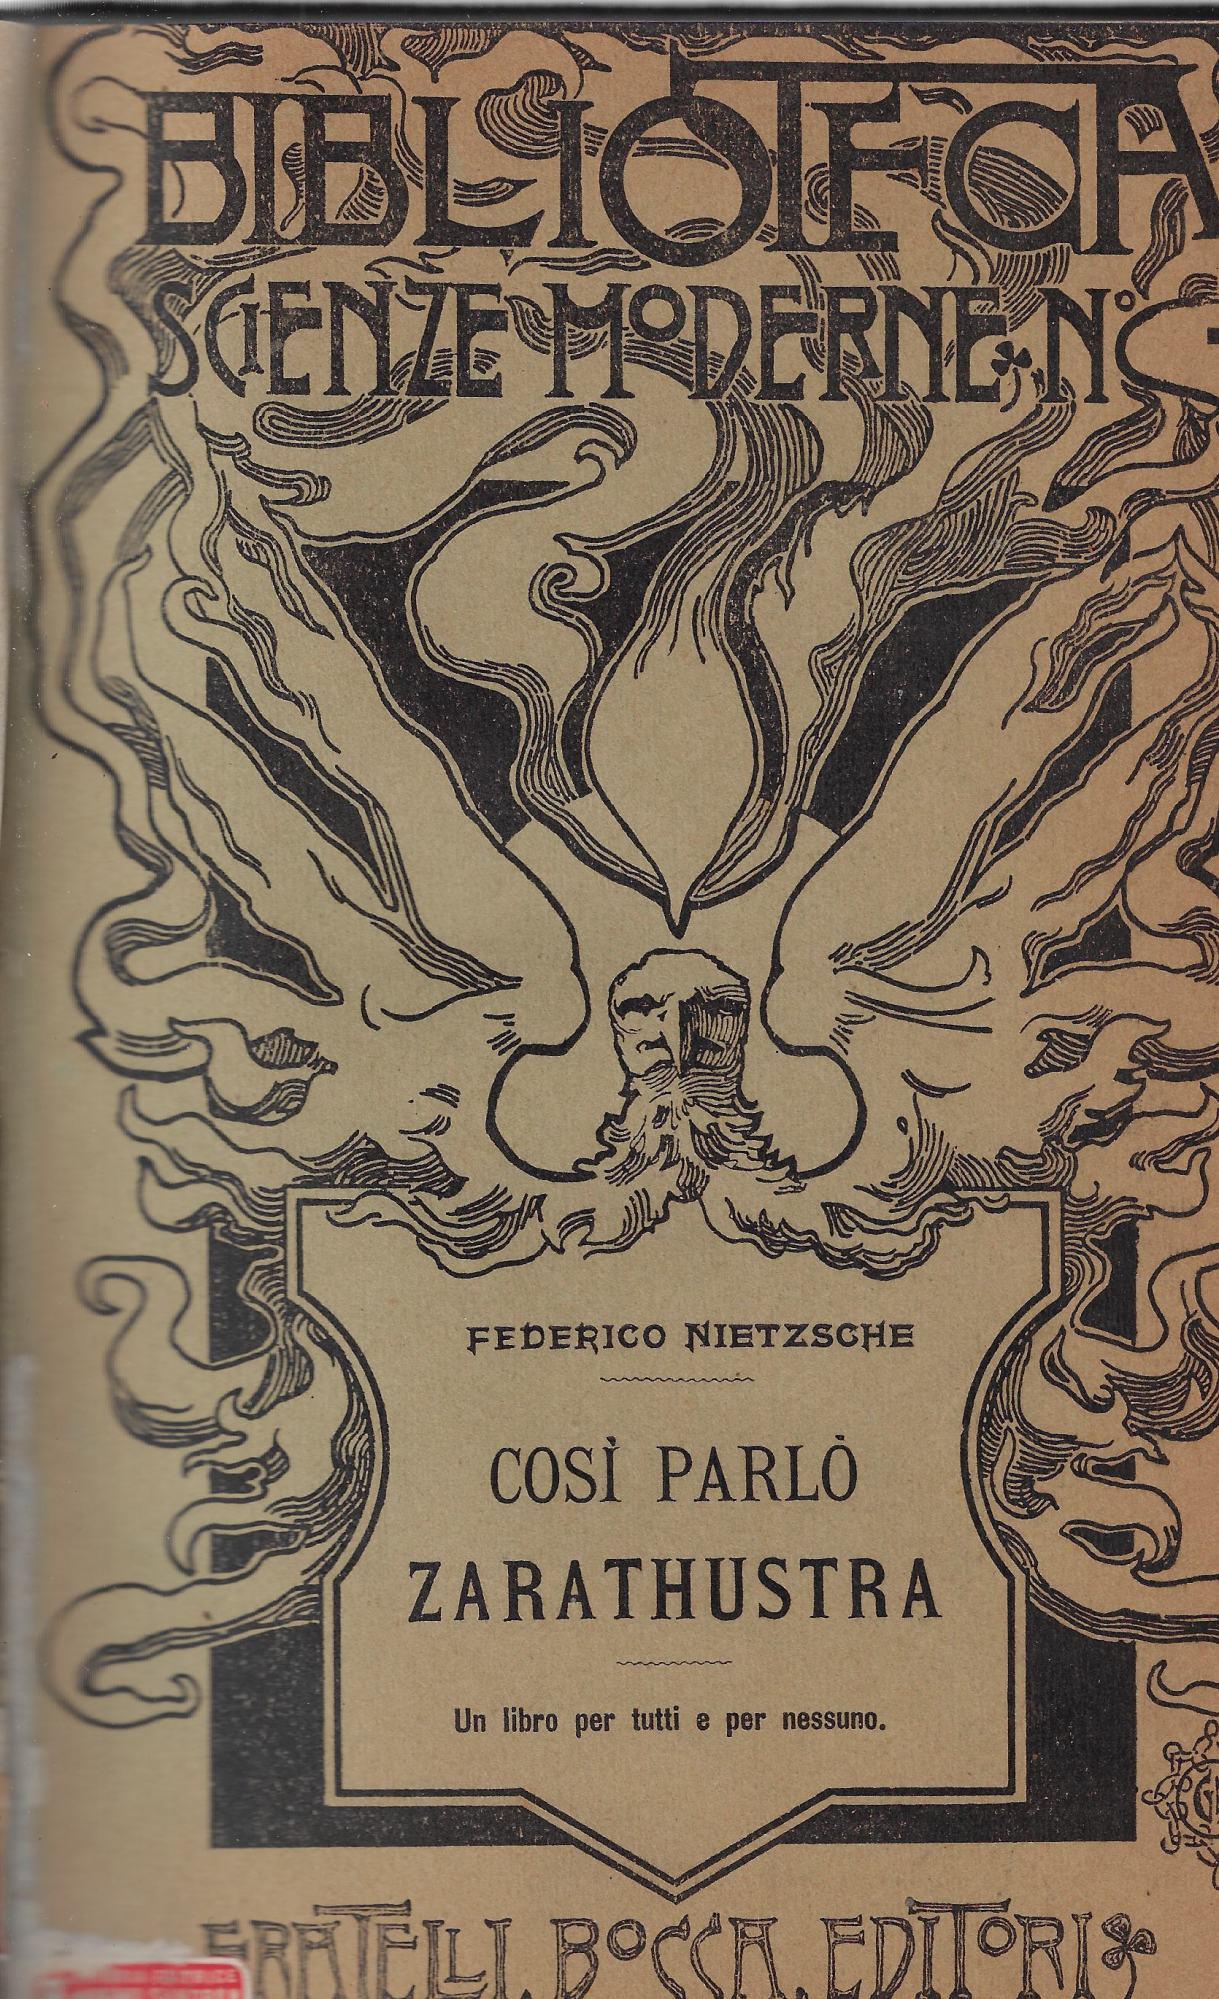 BIBLIOTECA
SCIENZE MODERNE N°
FEDERICO NIETZSCHE
COSÌ PARLÒ
ZARATHUSTRA
Un libro per tutti e per nessuno.
FRATELLI BOCCA, EDITORI